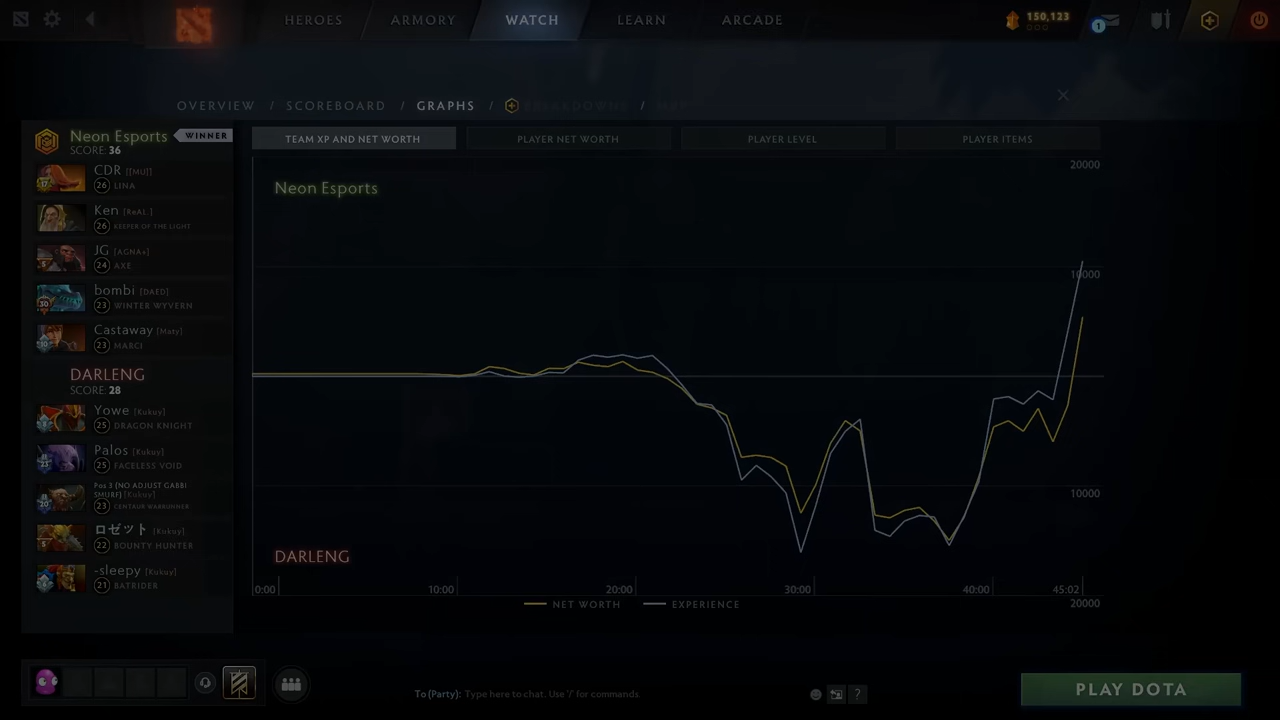 HEROES
ARMORY
WATCH
LEARN
ARCADE
150,123
1
OVERVIEW / SCOREBOARD / GRAPHS / BREAKDOWNS /
Neon Esports WINNER
SCORE: 36
CDR [[MU]]
26 LINA
Ken [ReAL.]
26 KEEPER OF THE LIGHT
JG [AGNA+]
24 AXE
bombi [DAED]
23 WINTER WYVERN
Castaway [Maty]
23 MARCI
DARLENG
SCORE: 28
Yowe [Kukuy]
25 DRAGON KNIGHT
Palos [Kukuy]
25 FACELESS VOID
Pos 3 (NO ADJUST GABBI
SMURF) [Kukuy]
23 CENTAUR WARRUNNER
ロゼット [Kukuy]
22 BOUNTY HUNTER
-sleepy [Kukuy]
21 BATRIDER
TEAM XP AND NET WORTH
PLAYER NET WORTH
PLAYER LEVEL
PLAYER ITEMS
20000
Neon Esports
10000
10000
DARLENG
0:00 10:00 20:00 30:00 40:00 45:02
20000
NET WORTH EXPERIENCE
To (Party): Type here to chat. Use '/' for commands.
?
PLAY DOTA